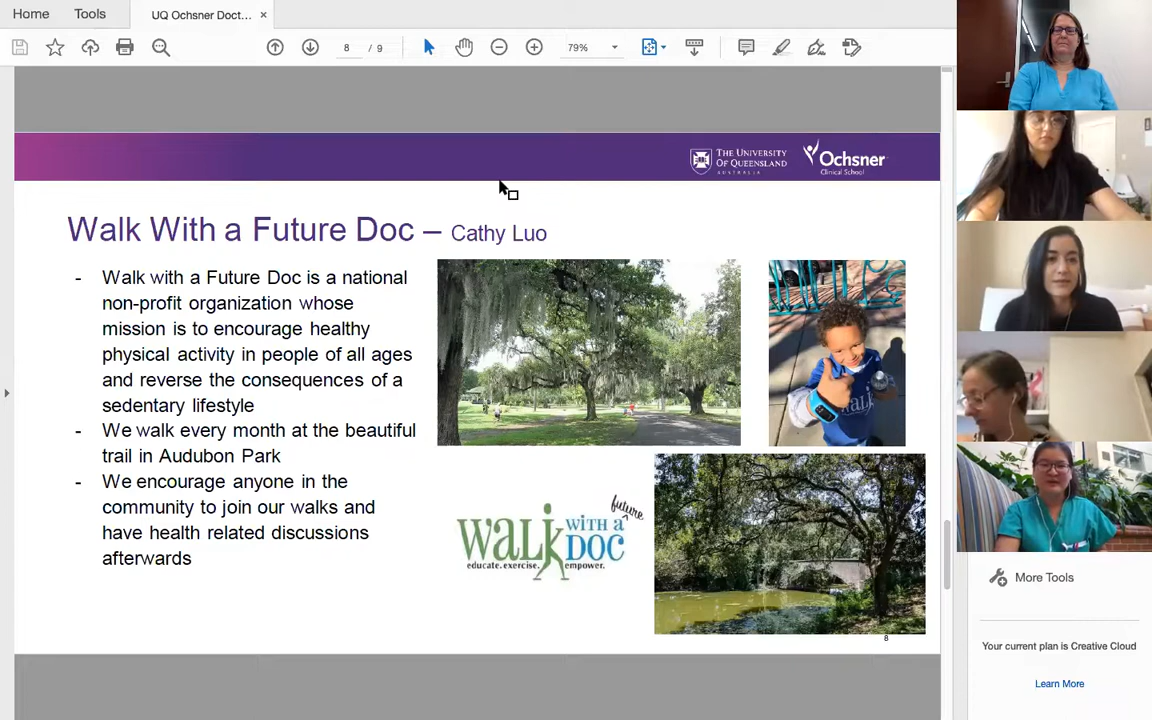 Home
Tools
UQ Ochsner Doct... ×
8 / 9
79%
THE UNIVERSITY
OF QUEENSLAND
AUSTRALIA
Ochsner
Clinical School
Walk With a Future Doc – Cathy Luo
- Walk with a Future Doc is a national
non-profit organization whose
mission is to encourage healthy
physical activity in people of all ages
and reverse the consequences of a
sedentary lifestyle
- We walk every month at the beautiful
trail in Audubon Park
- We encourage anyone in the
community to join our walks and
have health related discussions
afterwards
walk
future
walk WITH A DOC
educate.exercise. empower.
8
More Tools
Your current plan is Creative Cloud
Learn More